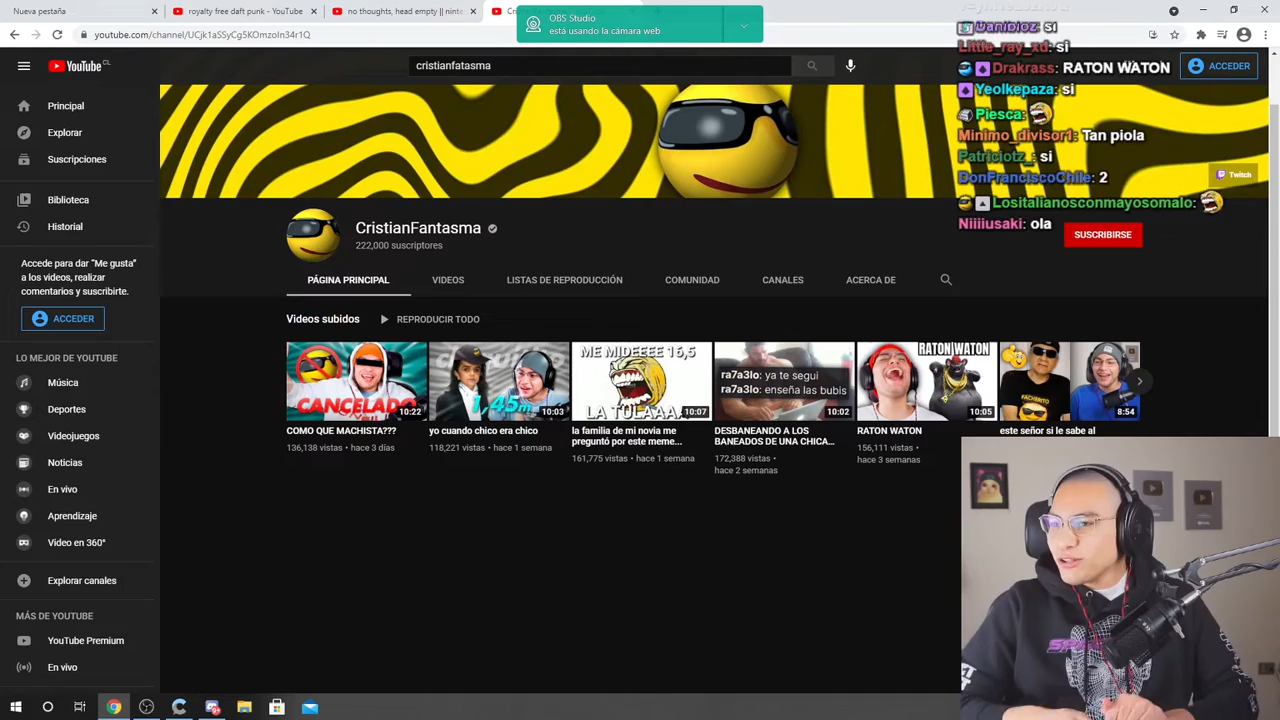 Nueva pestaña
royalty free daft punk - YouTube
no thoughts, head empty || ninsta
CristianFantasma - YouTube
OBS Studio
está usando la cámara web
YouTube CL
cristianfatasma
ACCEDER
Principal
Explorar
Suscripciones
Biblioteca
Historial
Accede para dar “Me gusta”
a los videos, realizar
comentarios y suscribirte.
ACCEDER
LO MEJOR DE YOUTUBE
Música
Deportes
Videojuegos
Noticias
En vivo
Aprendizaje
Video en 360°
Explorar canales
MÁS DE YOUTUBE
YouTube Premium
En vivo
Danibloz: si
Little_ray_xd: si
Drakrass: RATON WATON
Yeolkepaza: si
Piesca:
Minimo_divisor1: Tan piola
Patriciotz_: si
DonFranciscoChile: 2
Lositalianosconmayosomalo:
Niiiiusaki: ola
Twitch
CristianFantasma
222,000 suscriptores
SUSCRIBIRSE
PÁGINA PRINCIPAL
VIDEOS
LISTAS DE REPRODUCCIÓN
COMUNIDAD
CANALES
ACERCA DE
Videos subidos
REPRODUCIR TODO
CANCELADO
10:22
COMO QUE MACHISTA???
136,138 vistas • hace 3 días
1,45m
10:03
yo cuando chico era chico
118,221 vistas • hace 1 semana
ME MIDEEEE 16,5
LA TOLAAAA
10:07
la familia de mi novia me
preguntó por este meme...
161,775 vistas • hace 1 semana
ra7a3lo: ya te segui
ra7a3lo: enseña las bubis
10:02
DESBANEANDO A LOS
BANEADOS DE UNA CHICA...
172,388 vistas •
hace 2 semanas
RATON WATON
10:05
RATON WATON
156,111 vistas •
hace 3 semanas
FACHERITO
8:54
este señor si le sabe al